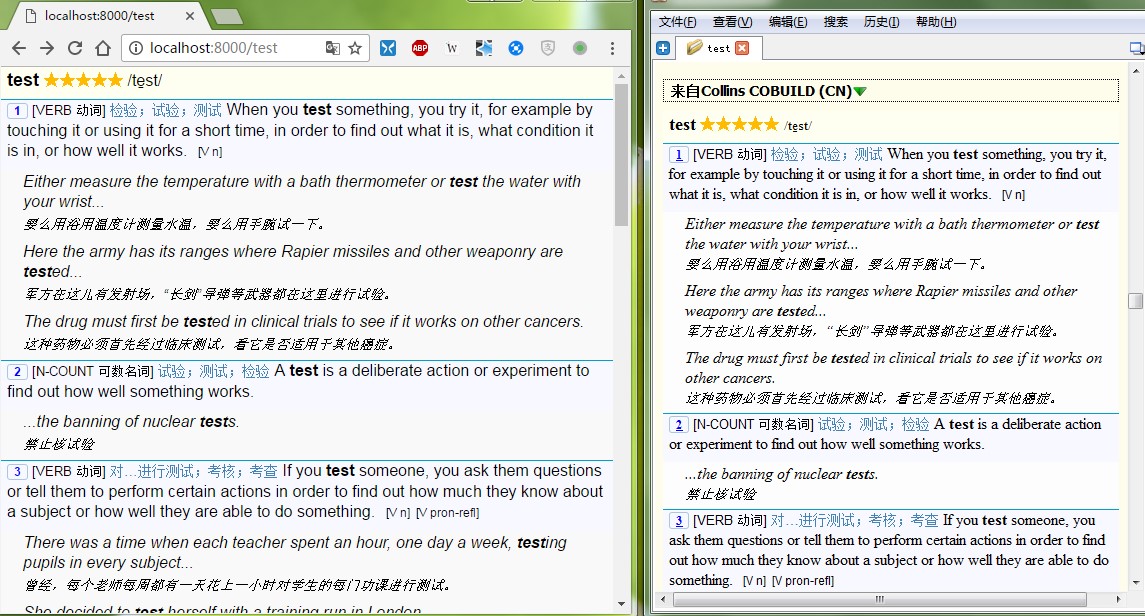 localhost:8000/test
localhost:8000/test
ABP
W
test ★★★★★ /tɛst/
1 [VERB 动词] 检验；试验；测试 When you test something, you try it, for example by
touching it or using it for a short time, in order to find out what it is, what condition it
is in, or how well it works. [V n]
Either measure the temperature with a bath thermometer or test the water with
your wrist...
要么用浴用温度计测量水温，要么用手腕试一下。
Here the army has its ranges where Rapier missiles and other weaponry are
tested...
军方在这儿有发射场，“长剑”导弹等武器都在这里进行试验。
The drug must first be tested in clinical trials to see if it works on other cancers.
这种药物必须首先经过临床测试，看它是否适用于其他癌症。
2 [N-COUNT 可数名词] 试验；测试；检验 A test is a deliberate action or experiment to
find out how well something works.
...the banning of nuclear tests.
禁止核试验
3 [VERB 动词] 对…进行测试；考核；考查 If you test someone, you ask them questions
or tell them to perform certain actions in order to find out how much they know about
a subject or how well they are able to do something. [V n] [V pron-refl]
There was a time when each teacher spent an hour, one day a week, testing
pupils in every subject...
曾经，每个老师每周都有一天花上一小时对学生的每门功课进行测试。
She decided to test herself with a training run in London
文件(F) 查看(V) 编辑(E) 搜索 历史(I) 帮助(H)
test
来自Collins COBUILD (CN)
test ★★★★★ /tɛst/
1 [VERB 动词] 检验；试验；测试 When you test something, you try it,
for example by touching it or using it for a short time, in order to find out
what it is, what condition it is in, or how well it works. [V n]
Either measure the temperature with a bath thermometer or test
the water with your wrist...
要么用浴用温度计测量水温，要么用手腕试一下。
Here the army has its ranges where Rapier missiles and other
weaponry are tested...
军方在这儿有发射场，“长剑”导弹等武器都在这里进行试验。
The drug must first be tested in clinical trials to see if it works on
other cancers.
这种药物必须首先经过临床测试，看它是否适用于其他癌症。
2 [N-COUNT 可数名词] 试验；测试；检验 A test is a deliberate action
or experiment to find out how well something works.
...the banning of nuclear tests.
禁止核试验
3 [VERB 动词] 对…进行测试；考核；考查 If you test someone, you
ask them questions or tell them to perform certain actions in order to find
out how much they know about a subject or how well they are able to do
something. [V n] [V pron-refl]